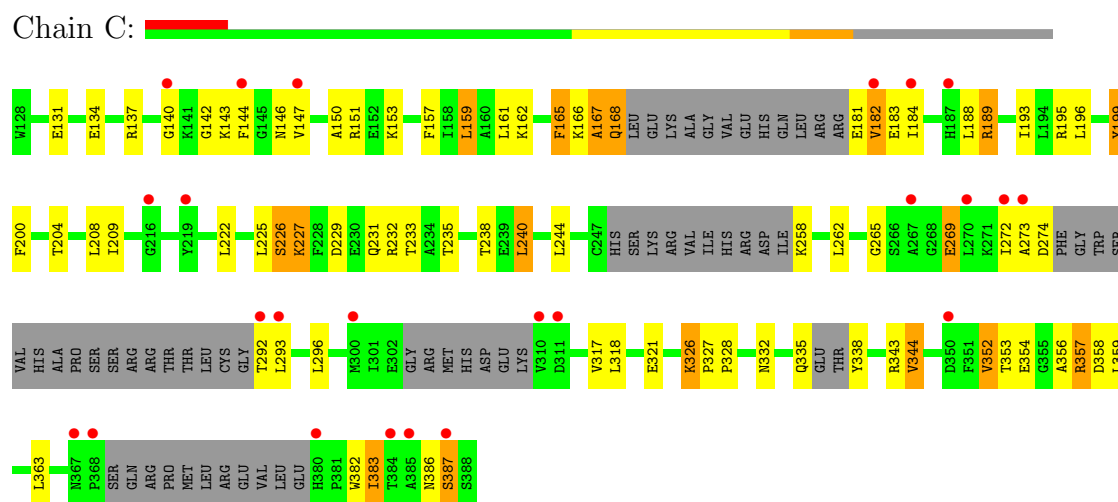 Chain C:
W128 E131 E134 R137 G140 K141 G142 K143 F144 G145 N146 V147 A150 R151 E152 K153 F157 I158 L159 A160 L161 K162 F165 K166 A167 Q168 LEU GLU LYS ALA GLY VAL GLU HIS GLN LEU ARG ARG E181 V182 E183 I184 H187 L188 R189 I193 L194 R195 I196 Y199
F200 T204 L208 I209 G216 Y219 L222 L225 S226 K227 F228 D229 E230 Q231 R232 T233 A234 T235 T238 E239 L240 L244 C247 HIS SER LYS ARG VAL ILE HIS ARG ASP ILE K258 L262 G265 S266 A267 G268 E269 L270 K271 I272 A273 D274 PHE GLY TRP SER
VAL HIS ALA PRO SER SER ARG ARG THR THR LEU CYS GLY T292 L293 L296 M300 I301 E302 GLY ARG MET HIS ASP GLU LYS V310 D311 V317 L318 E321 K326 P327 P328 N332 Q335 GLU THR Y338 R343 V344 D350 F351 V352 T353 E354 G355 A356 R357 D358 L359
L363 N367 P368 SER GLN ARG PRO MET LEU ARG GLU VAL LEU GLU H380 P381 W382 I383 T384 A385 N386 S387 S388